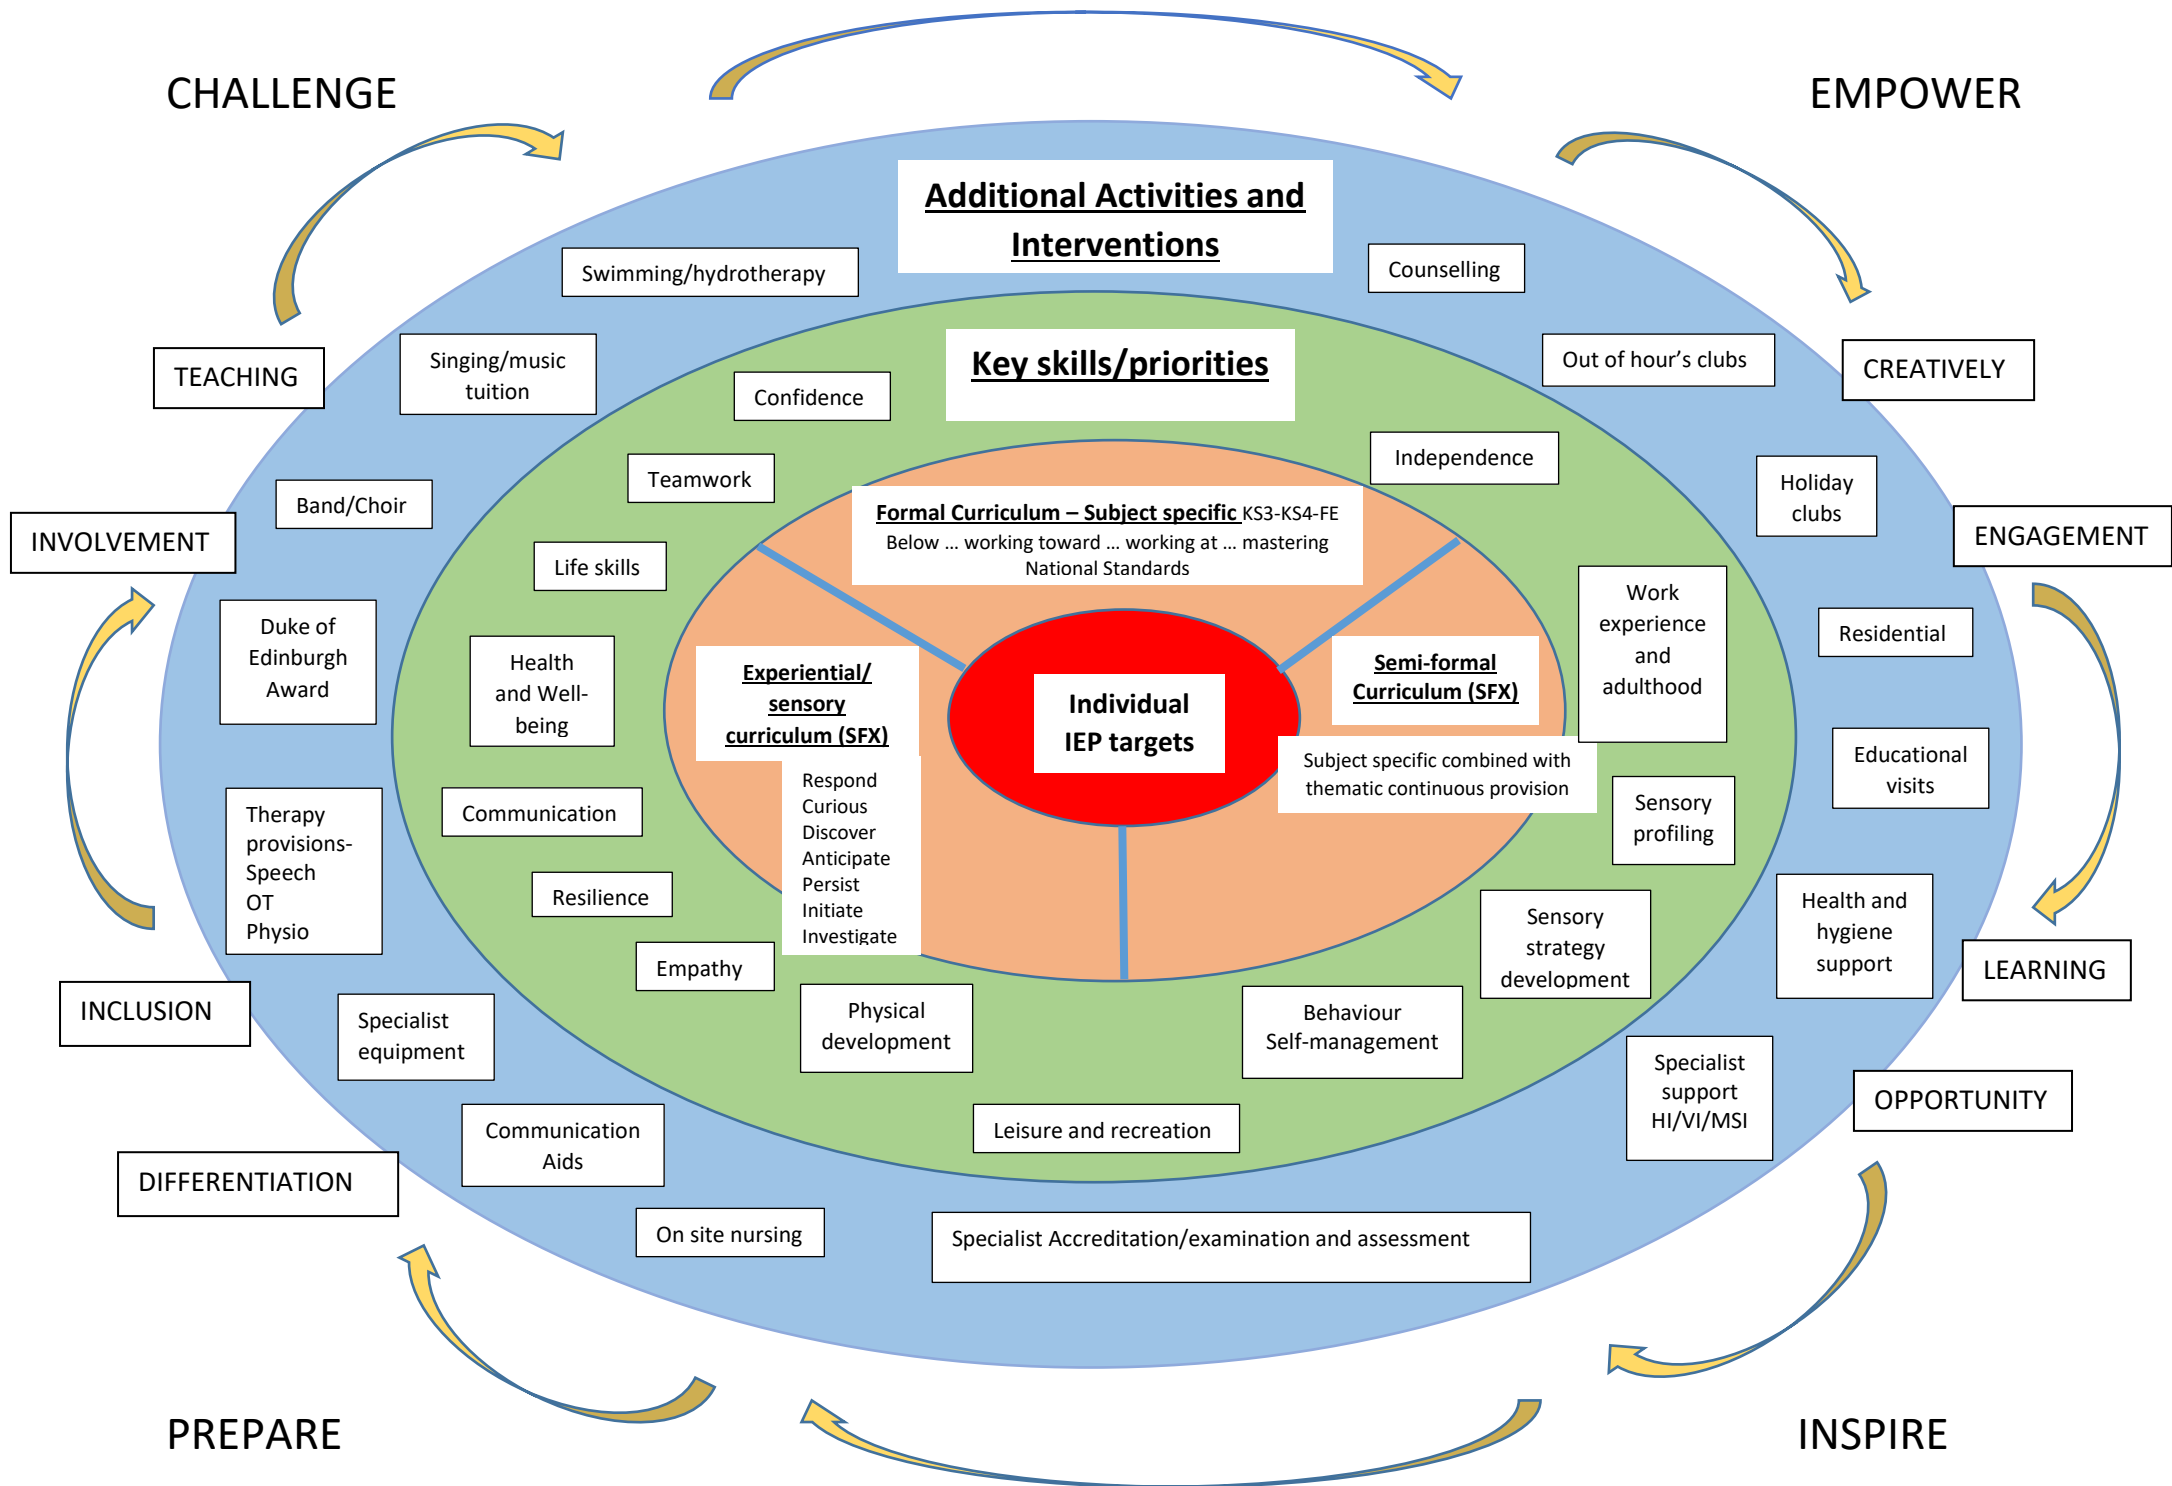 CHALLENGE
EMPOWER
Additional Activities and
Interventions
Swimming/hydrotherapy
Counselling
Singing/music
tuition
Out of hour's clubs
TEACHING
CREATIVELY
Key skills/priorities
Confidence
Independence
Teamwork
Band/Choir
Holiday
clubs
INVOLVEMENT
ENGAGEMENT
Formal Curriculum – Subject specific KS3-KS4-FE
Below ... working toward ... working at ... mastering
National Standards
Life skills
Work
experience
and
adulthood
Duke of
Edinburgh
Award
Residential
Health
and Well-
being
Experiential/
sensory
curriculum (SFX)
Individual
IEP targets
Semi-formal
Curriculum (SFX)
Subject specific combined with
thematic continuous provision
Respond
Curious
Discover
Anticipate
Persist
Initiate
Investigate
Educational
visits
Communication
Sensory
profiling
Therapy
provisions-
Speech
OT
Physio
Resilience
Sensory
strategy
development
Health and
hygiene
support
Empathy
LEARNING
INCLUSION
Specialist
equipment
Physical
development
Behaviour
Self-management
Specialist
support
HI/VI/MSI
OPPORTUNITY
Communication
Aids
Leisure and recreation
DIFFERENTIATION
On site nursing
Specialist Accreditation/examination and assessment
PREPARE
INSPIRE